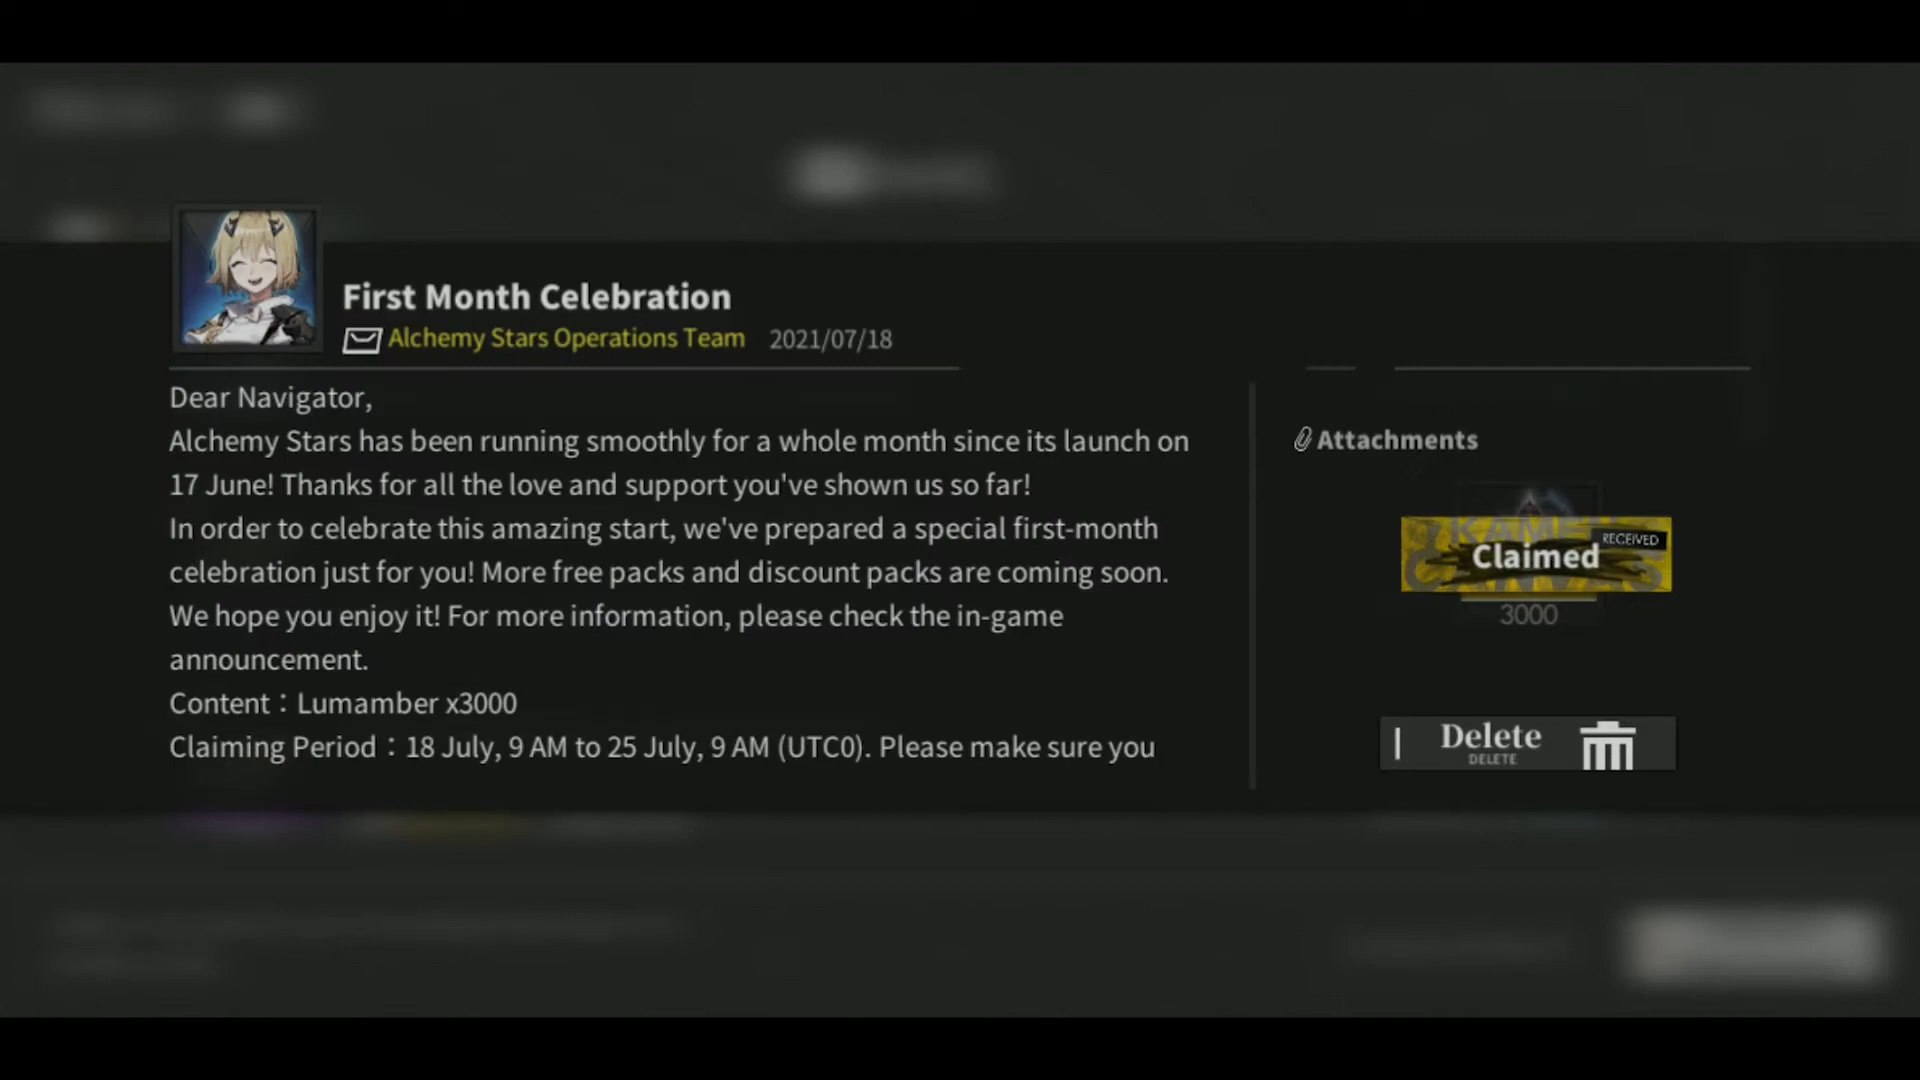 First Month Celebration
Alchemy Stars Operations Team 2021/07/18
Dear Navigator,
Alchemy Stars has been running smoothly for a whole month since its launch on
17 June! Thanks for all the love and support you've shown us so far!
In order to celebrate this amazing start, we've prepared a special first-month
celebration just for you! More free packs and discount packs are coming soon.
We hope you enjoy it! For more information, please check the in-game
announcement.
Content：Lumamber x3000
Claiming Period：18 July, 9 AM to 25 July, 9 AM (UTC0). Please make sure you
Attachments
RECEIVED
Claimed
3000
Delete
DELETE